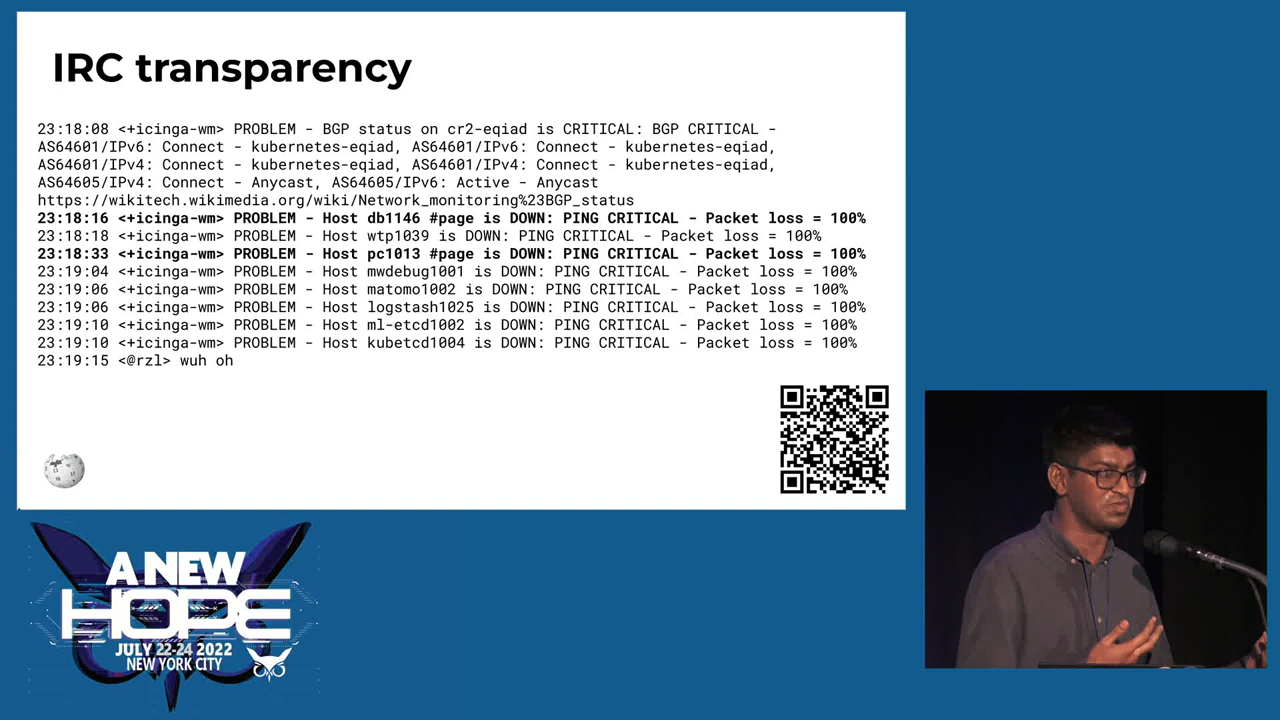 IRC transparency
23:18:08 <+icinga-wm> PROBLEM - BGP status on cr2-eqiad is CRITICAL: BGP CRITICAL -
AS64601/IPv6: Connect - kubernetes-eqiad, AS64601/IPv6: Connect - kubernetes-eqiad,
AS64601/IPv4: Connect - kubernetes-eqiad, AS64601/IPv4: Connect - kubernetes-eqiad,
AS64605/IPv4: Connect - Anycast, AS64605/IPv6: Active - Anycast
https://wikitech.wikimedia.org/wiki/Network_monitoring%23BGP_status
23:18:16 <+icinga-wm> PROBLEM - Host db1146 #page is DOWN: PING CRITICAL - Packet loss = 100%
23:18:18 <+icinga-wm> PROBLEM - Host wtp1039 is DOWN: PING CRITICAL - Packet loss = 100%
23:18:33 <+icinga-wm> PROBLEM - Host pc1013 #page is DOWN: PING CRITICAL - Packet loss = 100%
23:19:04 <+icinga-wm> PROBLEM - Host mwdebug1001 is DOWN: PING CRITICAL - Packet loss = 100%
23:19:06 <+icinga-wm> PROBLEM - Host matomo1002 is DOWN: PING CRITICAL - Packet loss = 100%
23:19:06 <+icinga-wm> PROBLEM - Host logstash1025 is DOWN: PING CRITICAL - Packet loss = 100%
23:19:10 <+icinga-wm> PROBLEM - Host ml-etcd1002 is DOWN: PING CRITICAL - Packet loss = 100%
23:19:10 <+icinga-wm> PROBLEM - Host kubetcd1004 is DOWN: PING CRITICAL - Packet loss = 100%
23:19:15 <@rzl> wuh oh
A NEW
HOPE
JULY 22-24 2022
NEW YORK CITY